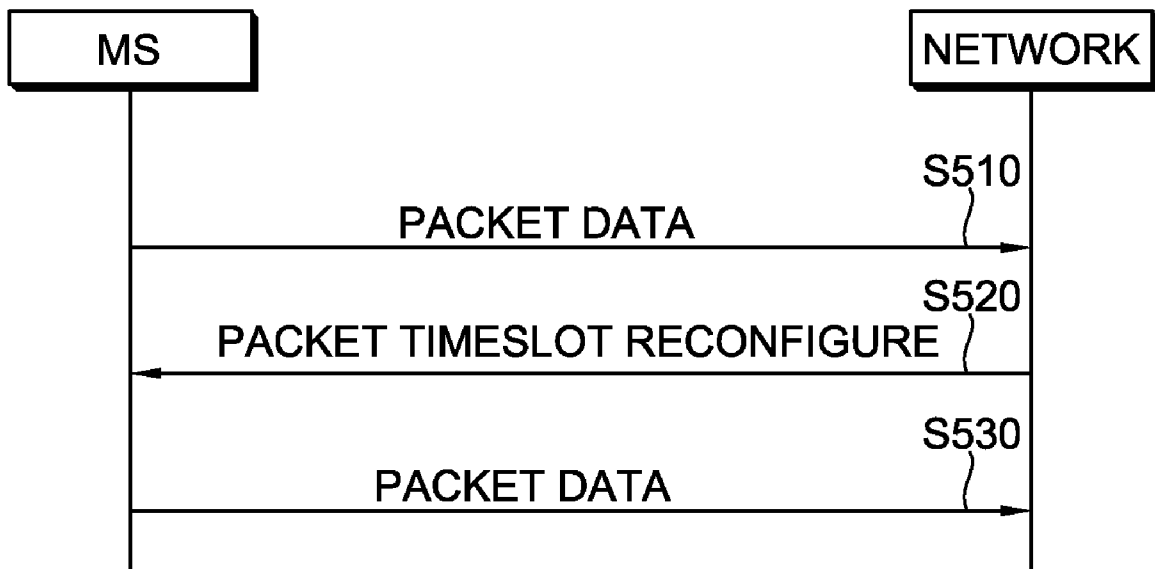 MS
NETWORK
S510
PACKET DATA
S520
PACKET TIMESLOT RECONFIGURE
S530
PACKET DATA